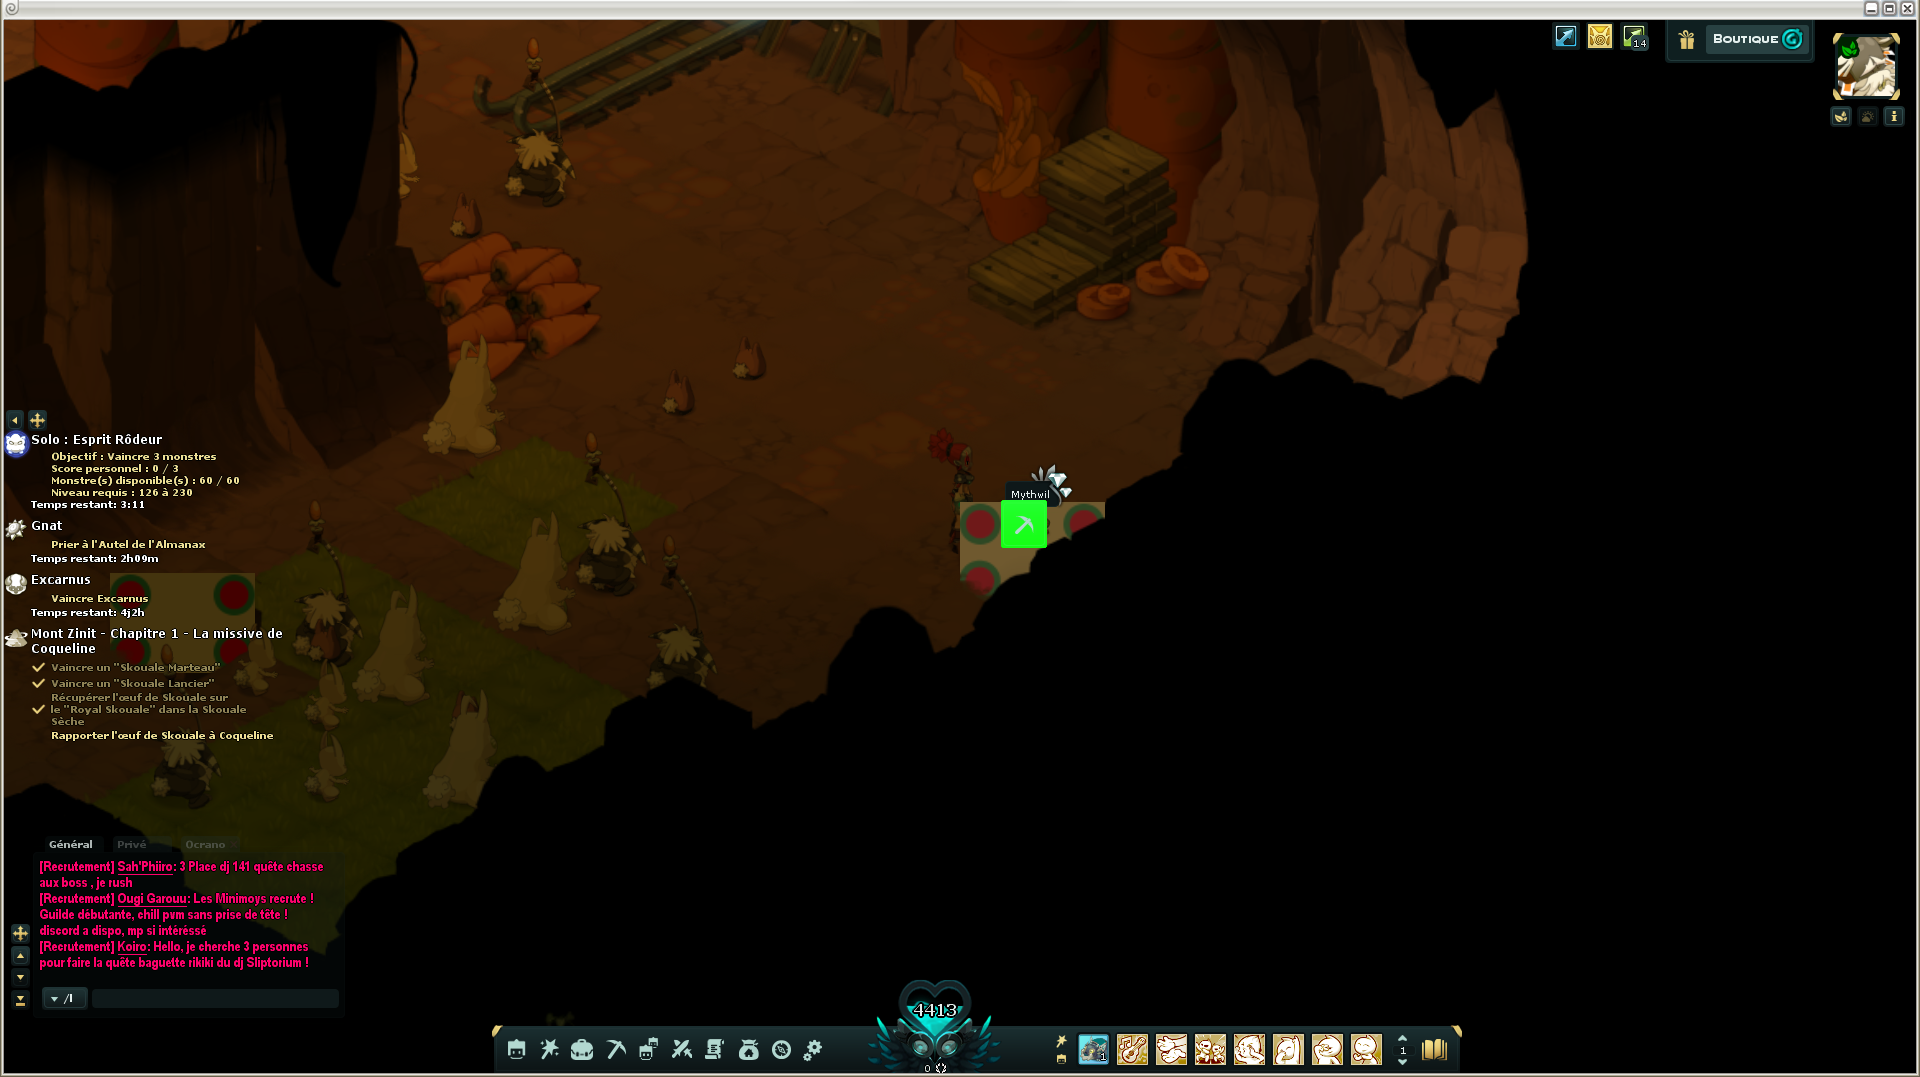 14
BOUTIQUE
Solo : Esprit Rôdeur
Objectif : Vaincre 3 monstres
Score personnel : 0 / 3
Monstre(s) disponible(s) : 60 / 60
Niveau requis : 126 à 230
Temps restant: 3:11
Mythwil
Gnat
Prier à l'Autel de l'Almanax
Temps restant: 2h09m
Excarnus
Vaincre Excarnus
Temps restant: 4j2h
Mont Zinit - Chapitre 1 - La missive de
Coqueline
Vaincre un "Skouale Marteau"
Vaincre un "Skouale Lancier"
Récupérer l'œuf de Skouale sur
le "Royal Skouale" dans la Skouale
Sèche
Rapporter l'œuf de Skouale à Coqueline
Général Privé Ocrano
[Recrutement] Sah'Phiiro: 3 Place dj 141 quête chasse
aux boss , je rush
[Recrutement] Ougi Garouu: Les Minimoys recrute !
Guilde débutante, chill pvm sans prise de tête !
discord a dispo, mp si intéréssé
[Recrutement] Koiro: Hello, je cherche 3 personnes
pour faire la quête baguette rikiki du dj Sliptorium !
/l
4413
0
1
1